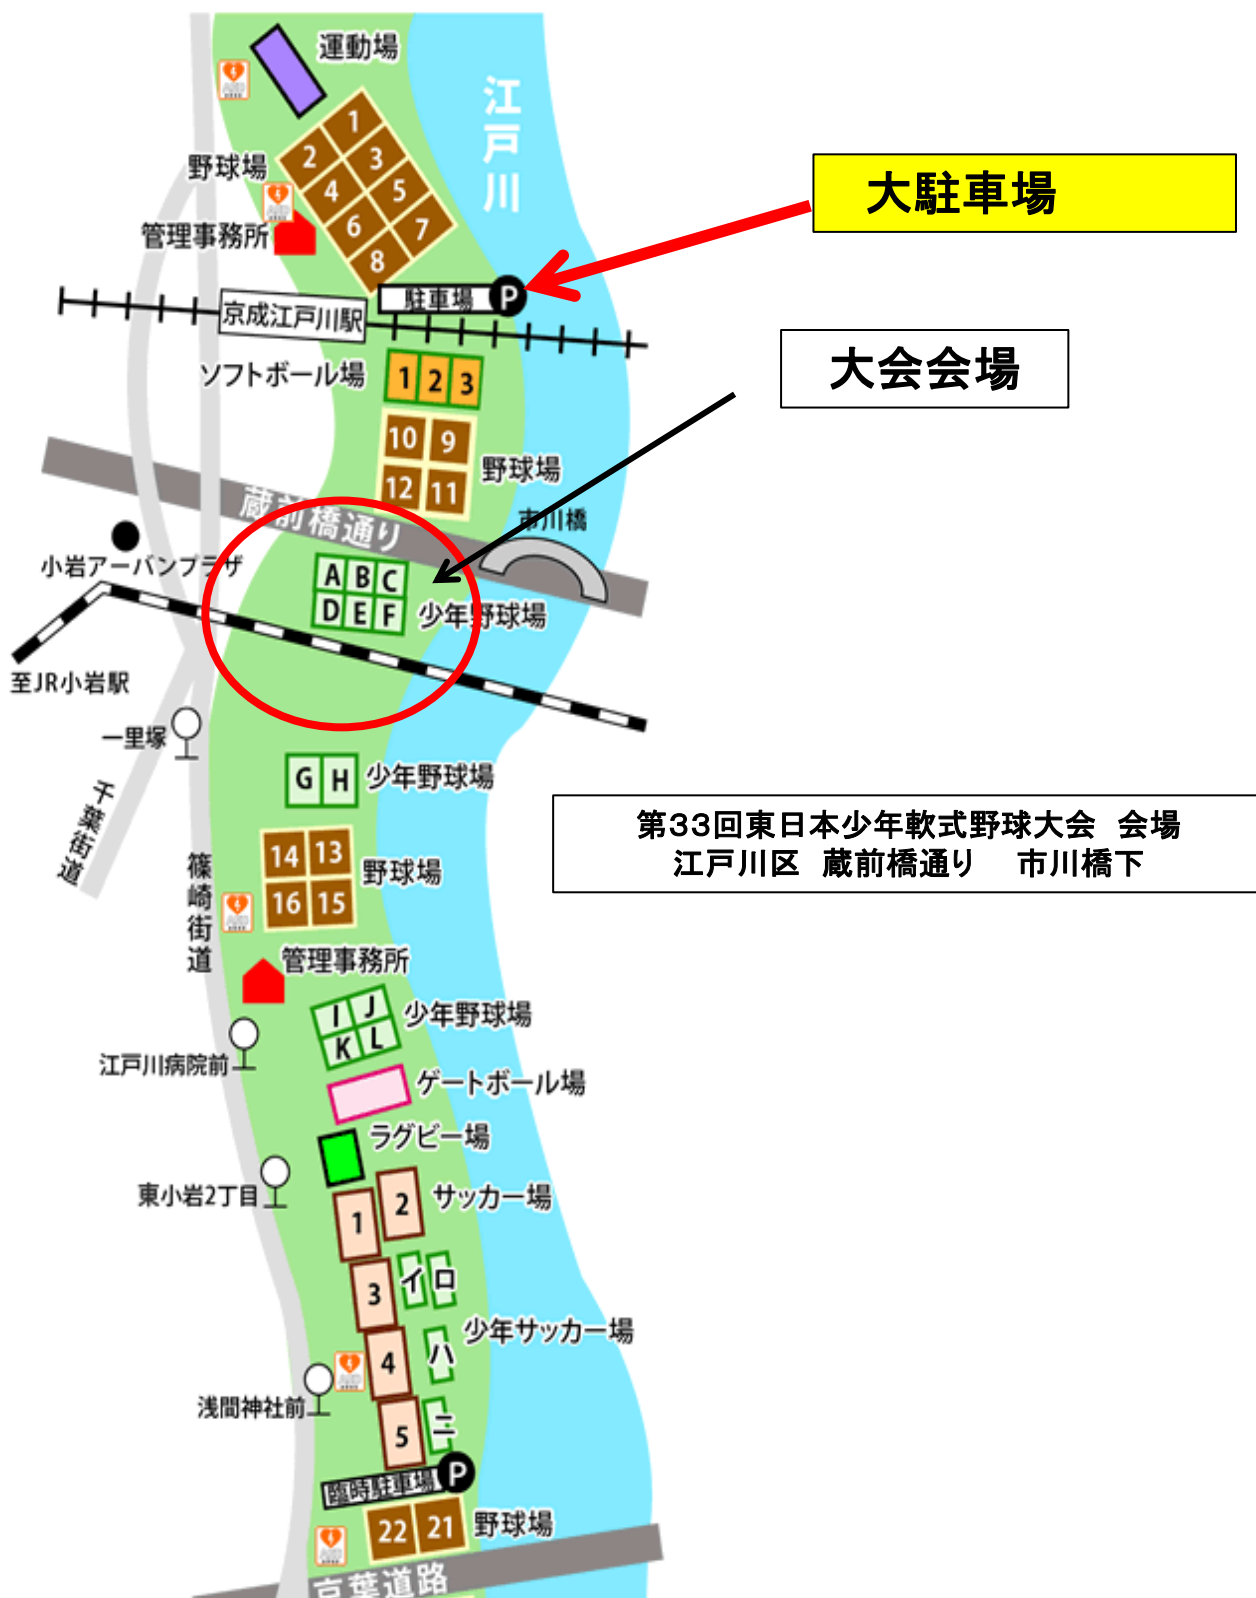 運動場
江戸川
1
2
3
4
5
6
7
8
野球場
管理事務所
大駐車場
駐車場 P
京成江戸川駅
大会会場
ソフトボール場
1 2 3
10 9
12 11
野球場
蔵前橋通り
市川橋
小岩アーバンプラザ
A B C
D E F
少年野球場
至JR小岩駅
一里塚
G H
少年野球場
千葉街道
第33回東日本少年軟式野球大会 会場
江戸川区 蔵前橋通り 市川橋下
14 13
16 15
野球場
篠崎街道
管理事務所
I J
K L
少年野球場
江戸川病院前
ゲートボール場
ラグビー場
東小岩2丁目
サッカー場
1
2
3
4
5
イ ロ
ハ
ニ
少年サッカー場
浅間神社前
臨時駐車場 P
22 21
野球場
京葉道路